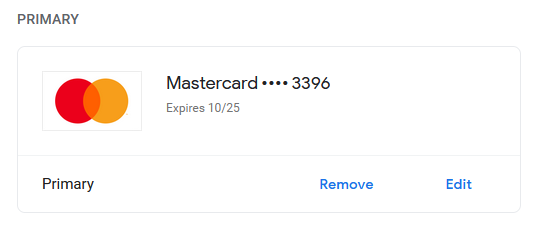 PRIMARY
Mastercard •••• 3396
Expires 10/25
Primary Remove Edit